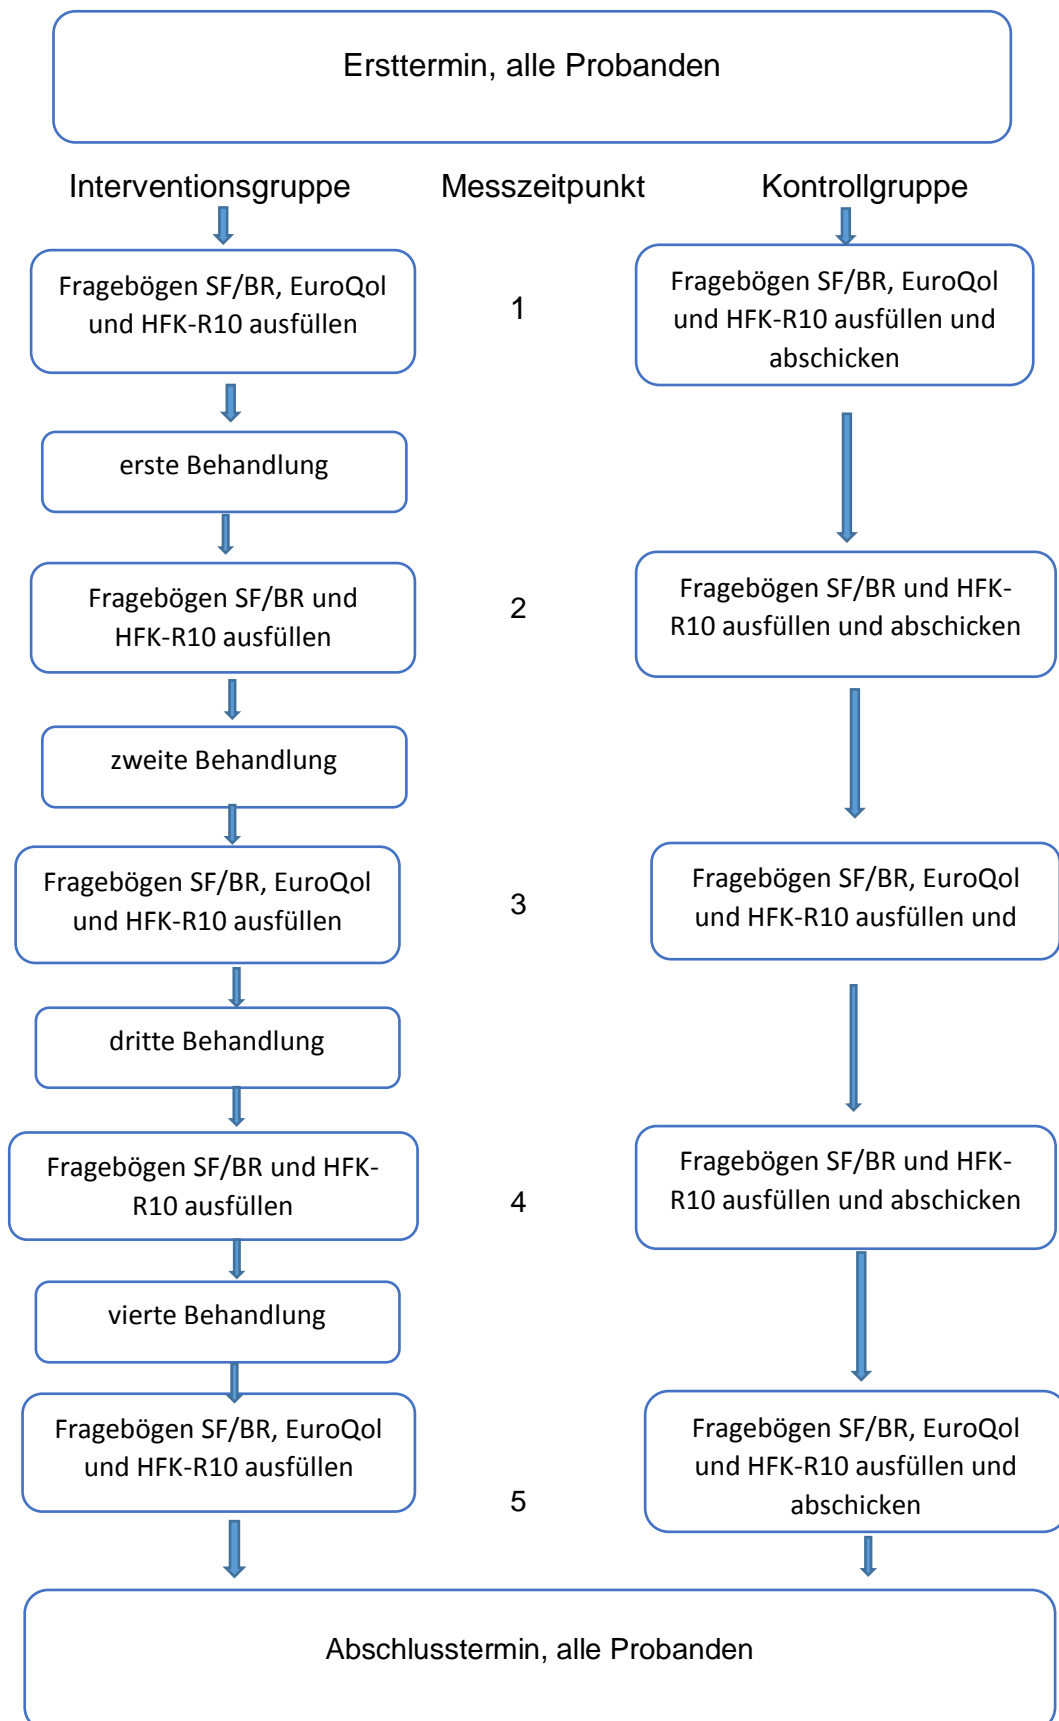 Ersttermin, alle Probanden
Interventionsgruppe
Messzeitpunkt
Kontrollgruppe
Fragebögen SF/BR, EuroQol
und HFK-R10 ausfüllen
1
Fragebögen SF/BR, EuroQol
und HFK-R10 ausfüllen und
abschicken
erste Behandlung
Fragebögen SF/BR und
HFK-R10 ausfüllen
2
Fragebögen SF/BR und HFK-
R10 ausfüllen und abschicken
zweite Behandlung
Fragebögen SF/BR, EuroQol
und HFK-R10 ausfüllen
3
Fragebögen SF/BR, EuroQol
und HFK-R10 ausfüllen und
dritte Behandlung
Fragebögen SF/BR und HFK-
R10 ausfüllen
4
Fragebögen SF/BR und HFK-
R10 ausfüllen und abschicken
vierte Behandlung
Fragebögen SF/BR, EuroQol
und HFK-R10 ausfüllen
5
Fragebögen SF/BR, EuroQol
und HFK-R10 ausfüllen und
abschicken
Abschlusstermin, alle Probanden